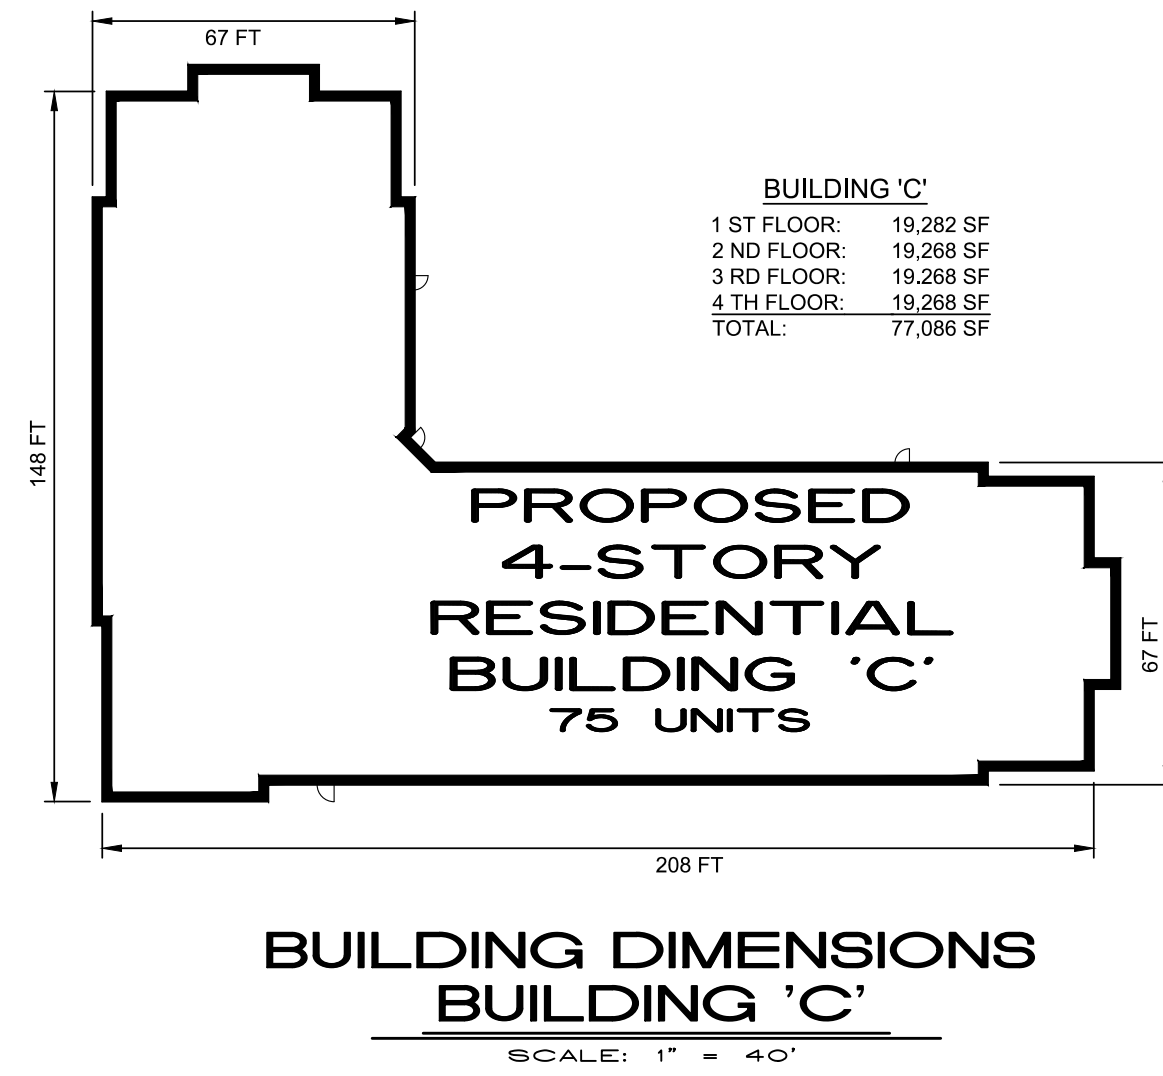 67 FT
BUILDING 'C'
1 ST FLOOR: 19,282 SF
2 ND FLOOR: 19,268 SF
3 RD FLOOR: 19.268 SF
4 TH FLOOR: 19,268 SF
TOTAL: 77,086 SF
148 FT
PROPOSED
4-STORY
RESIDENTIAL
BUILDING 'C'
75 UNITS
67 FT
208 FT
BUILDING DIMENSIONS
BUILDING 'C'
SCALE: 1" = 40'